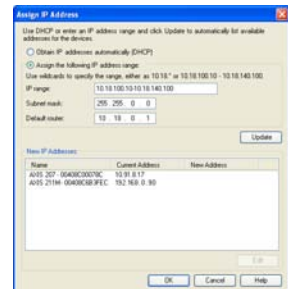 Assign IP Address
Use DHCP or enter an IP address range and click Update to automatically list available
addresses for the devices.
Obtain IP addresses automatically (DHCP)
Assign the following IP address range:
Use wildcards to specify the range, either as 10.18.* or 10.18.100.10 - 10.18.140.100.
IP range: 10.18.100.10-10.18.140.100
Subnet mask: 255 . 255 . 0 . 0
Default router: 10 . 18 . 0 . 1
Update
New IP Addresses
Name Current Address New Address
AXIS 207 - 00408C00078C 10.91.8.17
AXIS 211M - 00408C6B3FEC 192.168.0.90
Edit
OK Cancel Help